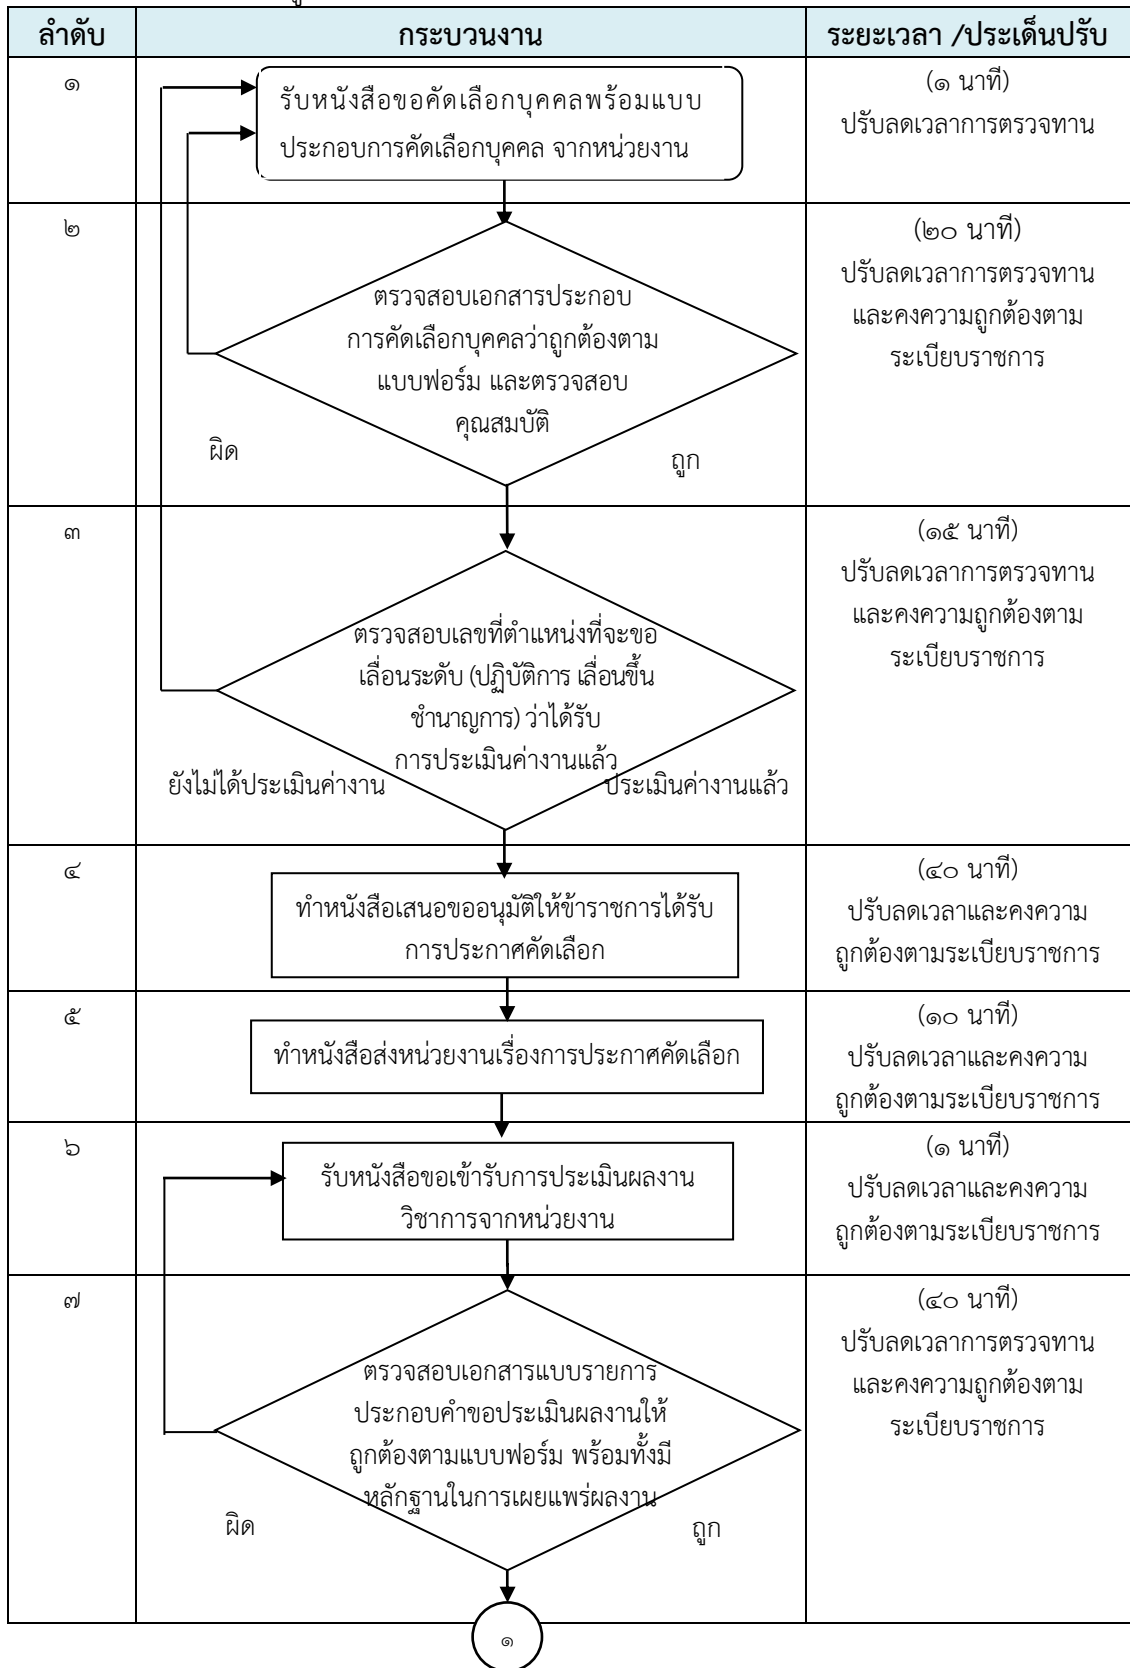 ลำดับ กระบวนงาน ระยะเวลา /ประเด็นปรับ
๑
รับหนังสือขอคัดเลือกบุคคลพร้อมแบบ
ประกอบการคัดเลือกบุคคล จากหน่วยงาน
(๑ นาที)
ปรับลดเวลาการตรวจทาน
๒
ตรวจสอบเอกสารประกอบ
การคัดเลือกบุคคลว่าถูกต้องตาม
แบบฟอร์ม และตรวจสอบ
คุณสมบัติ
ผิด
ถูก
(๒๐ นาที)
ปรับลดเวลาการตรวจทาน
และคงความถูกต้องตาม
ระเบียบราชการ
๓
ตรวจสอบเลขที่ตำแหน่งที่จะขอ
เลื่อนระดับ (ปฏิบัติการ เลื่อนขึ้น
ชำนาญการ) ว่าได้รับ
การประเมินค่างานแล้ว
ยังไม่ได้ประเมินค่างาน
ประเมินค่างานแล้ว
(๑๕ นาที)
ปรับลดเวลาการตรวจทาน
และคงความถูกต้องตาม
ระเบียบราชการ
๔
ทำหนังสือเสนอขออนุมัติให้ข้าราชการได้รับ
การประกาศคัดเลือก
(๔๐ นาที)
ปรับลดเวลาและคงความ
ถูกต้องตามระเบียบราชการ
๕
ทำหนังสือส่งหน่วยงานเรื่องการประกาศคัดเลือก
(๑๐ นาที)
ปรับลดเวลาและคงความ
ถูกต้องตามระเบียบราชการ
๖
รับหนังสือขอเข้ารับการประเมินผลงาน
วิชาการจากหน่วยงาน
(๑ นาที)
ปรับลดเวลาและคงความ
ถูกต้องตามระเบียบราชการ
๗
ตรวจสอบเอกสารแบบรายการ
ประกอบคำขอประเมินผลงานให้
ถูกต้องตามแบบฟอร์ม พร้อมทั้งมี
หลักฐานในการเผยแพร่ผลงาน
ผิด
ถูก
(๔๐ นาที)
ปรับลดเวลาการตรวจทาน
และคงความถูกต้องตาม
ระเบียบราชการ
๑